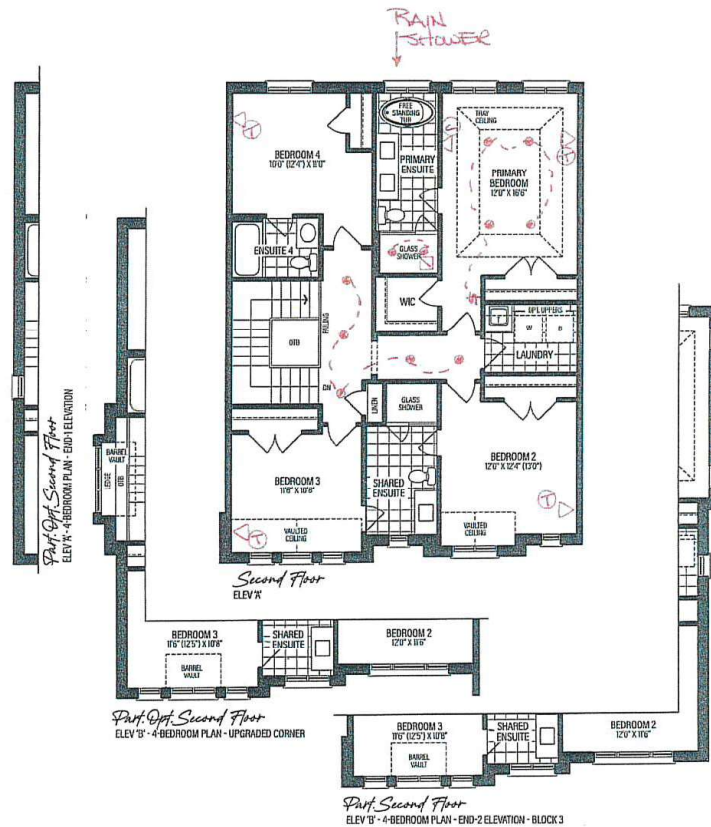 RAIN
SHOWER
FREE
STANDING
TUB
TRAY
CEILING
BEDROOM 4
10'0" (12'4") X 11'0"
PRIMARY
ENSUITE
PRIMARY
BEDROOM
12'0" X 16'6"
T
T
ENSUITE 4
GLASS
SHOWER
WIC
OPT. UPPERS
W
D
LAUNDRY
RAILING
OTB
DN
LINEN
GLASS
SHOWER
BEDROOM 3
11'6" X 10'8"
SHARED
ENSUITE
BEDROOM 2
12'0" X 12'4" (13'0")
T
T
VAULTED
CEILING
VAULTED
CEILING
Second Floor
ELEV 'A'
Part. Opt. Second Floor
ELEV 'A' - 4-BEDROOM PLAN - END-1 ELEVATION
BARREL
VAULT
LEDGE
OTB
BEDROOM 3
11'6" (12'5") X 10'8"
BARREL
VAULT
SHARED
ENSUITE
BEDROOM 2
12'0" X 11'6"
Part. Opt. Second Floor
ELEV 'B' - 4-BEDROOM PLAN - UPGRADED CORNER
BEDROOM 3
11'6" (12'5") X 10'8"
BARREL
VAULT
SHARED
ENSUITE
BEDROOM 2
12'0" X 11'6"
Part. Second Floor
ELEV 'B' - 4-BEDROOM PLAN - END-2 ELEVATION - BLOCK 3